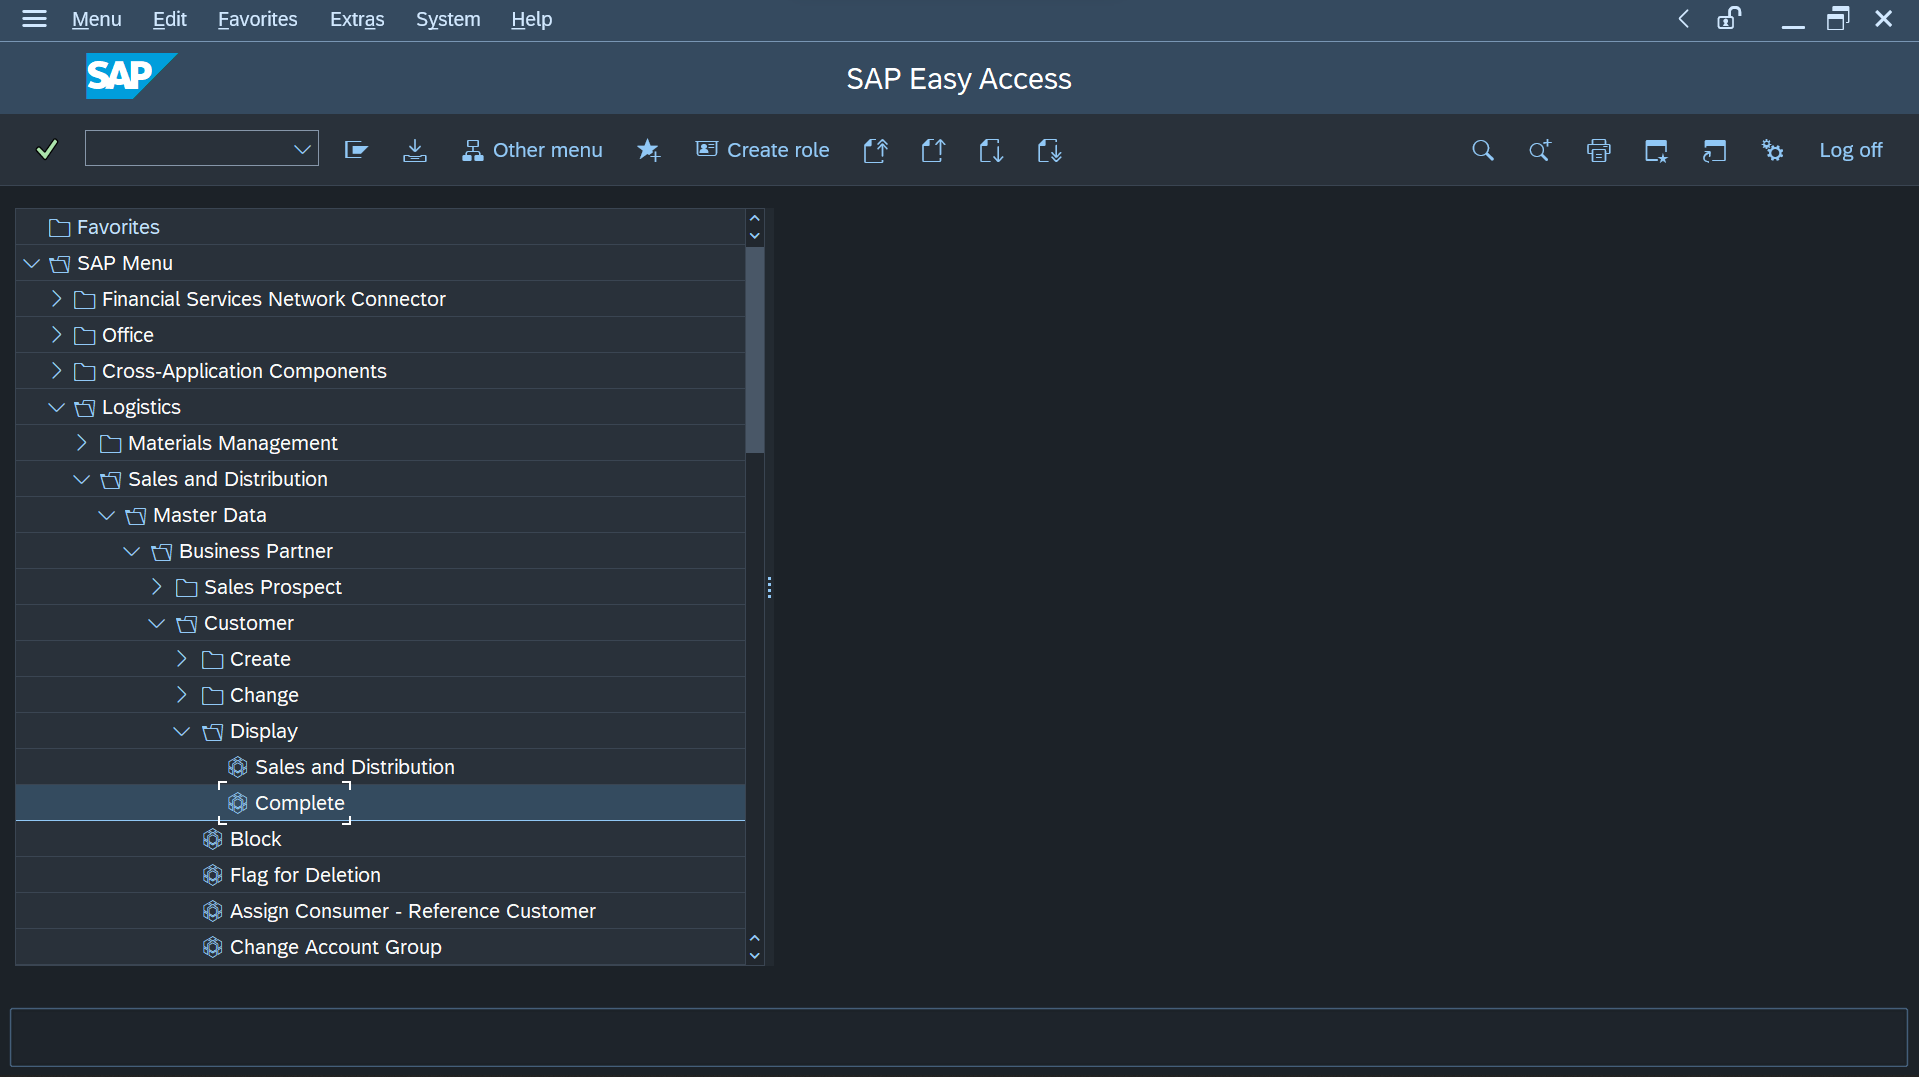 Menu Edit Favorites Extras System Help
SAP SAP Easy Access
Other menu Create role Log off
Favorites
SAP Menu
Financial Services Network Connector
Office
Cross-Application Components
Logistics
Materials Management
Sales and Distribution
Master Data
Business Partner
Sales Prospect
Customer
Create
Change
Display
Sales and Distribution
Complete
Block
Flag for Deletion
Assign Consumer - Reference Customer
Change Account Group